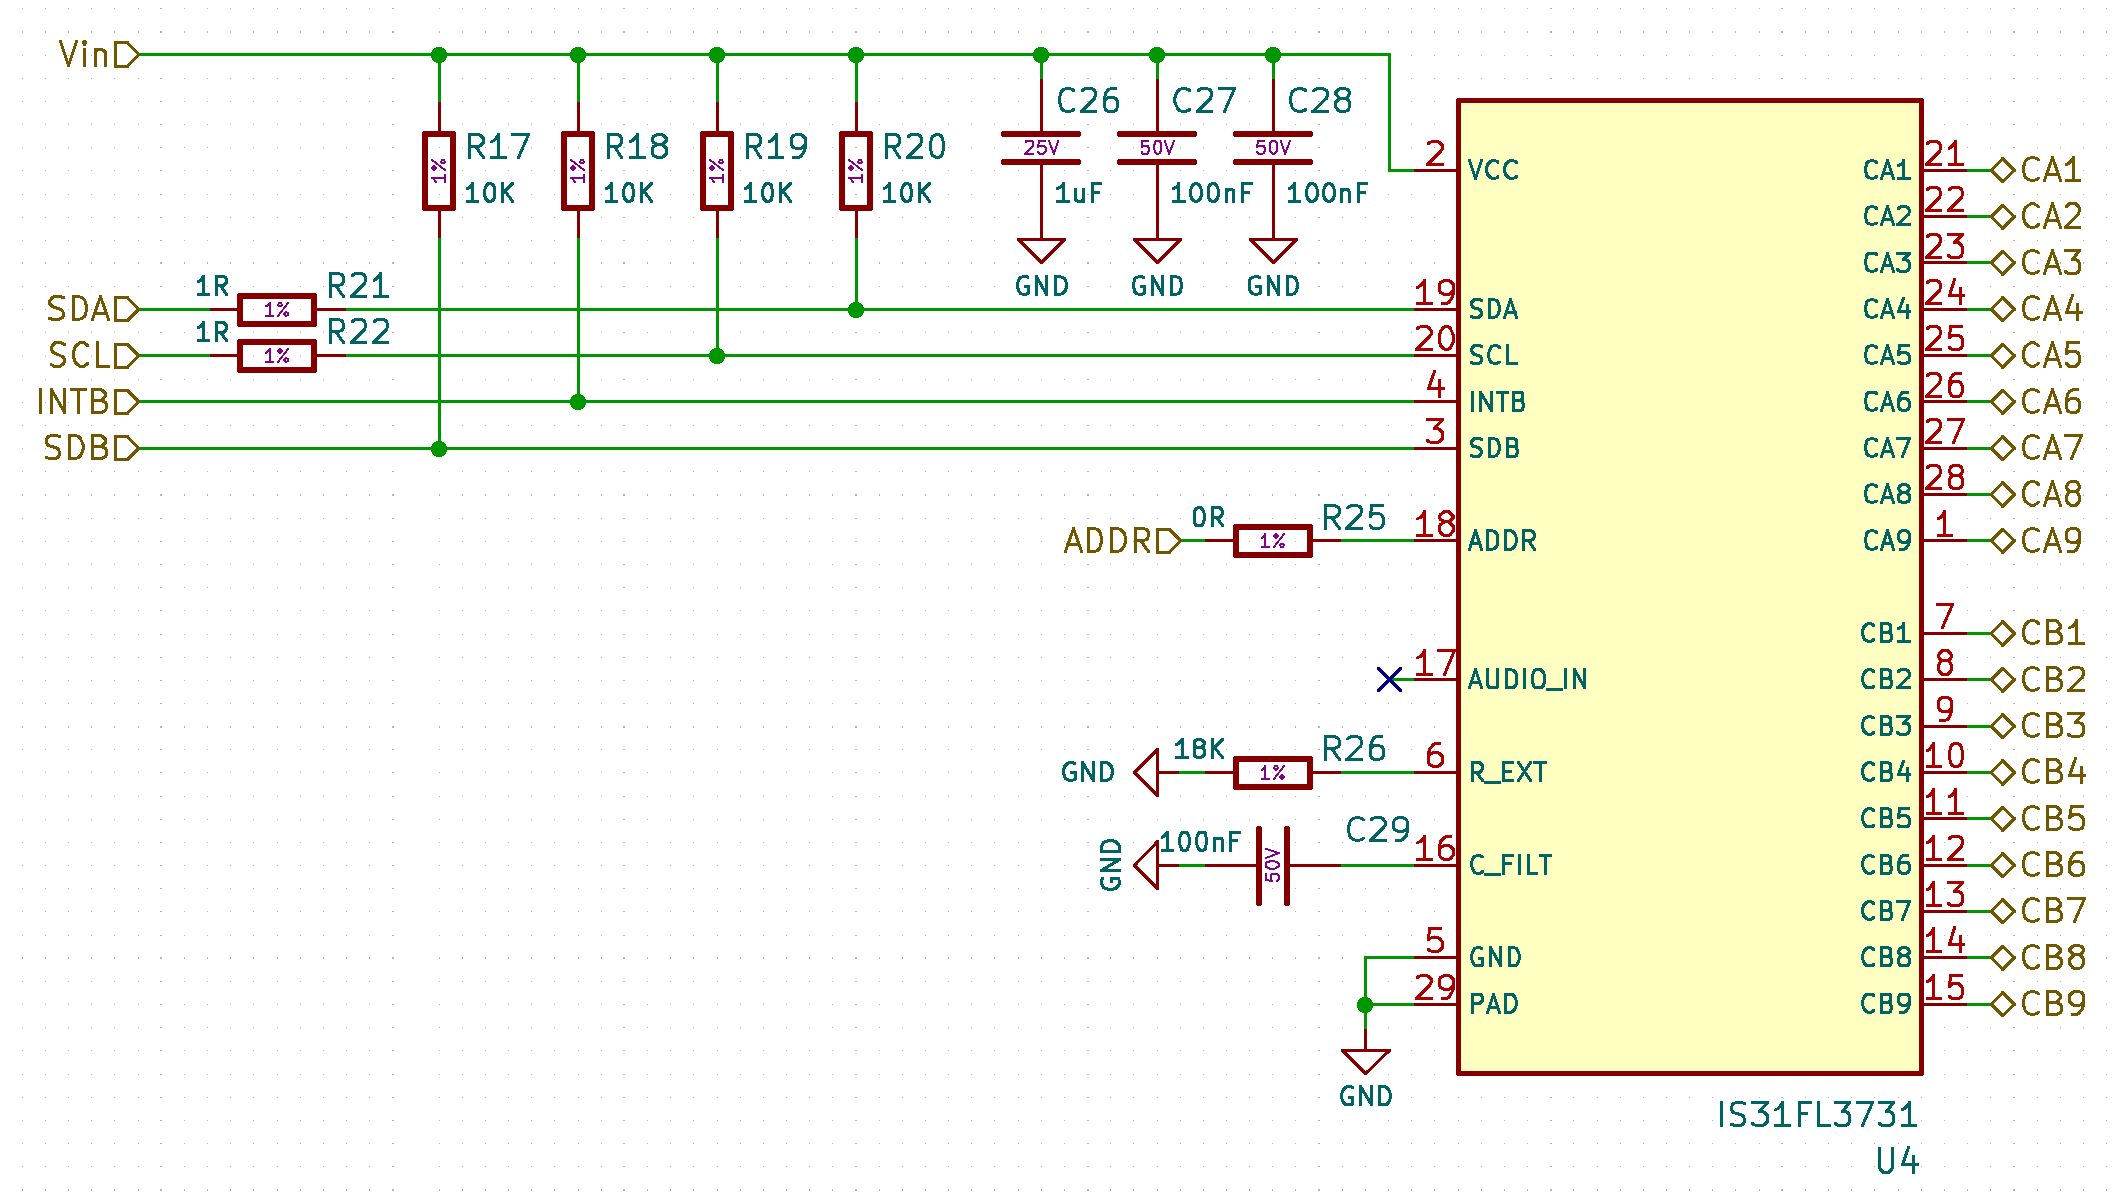 Vin
R17
10K
1%
R18
10K
1%
R19
10K
1%
R20
10K
1%
C26
25V
1uF
GND
C27
50V
100nF
GND
C28
50V
100nF
GND
SDA
1R
R21
1%
SCL
1R
R22
1%
INTB
SDB
ADDR
0R
R25
1%
GND
18K
R26
1%
GND
100nF
C29
50V
GND
2 VCC
19 SDA
20 SCL
4 INTB
3 SDB
18 ADDR
17 AUDIO_IN
6 R_EXT
16 C_FILT
5 GND
29 PAD
CA1 21 CA1
CA2 22 CA2
CA3 23 CA3
CA4 24 CA4
CA5 25 CA5
CA6 26 CA6
CA7 27 CA7
CA8 28 CA8
CA9 1 CA9
CB1 7 CB1
CB2 8 CB2
CB3 9 CB3
CB4 10 CB4
CB5 11 CB5
CB6 12 CB6
CB7 13 CB7
CB8 14 CB8
CB9 15 CB9
IS31FL3731
U4